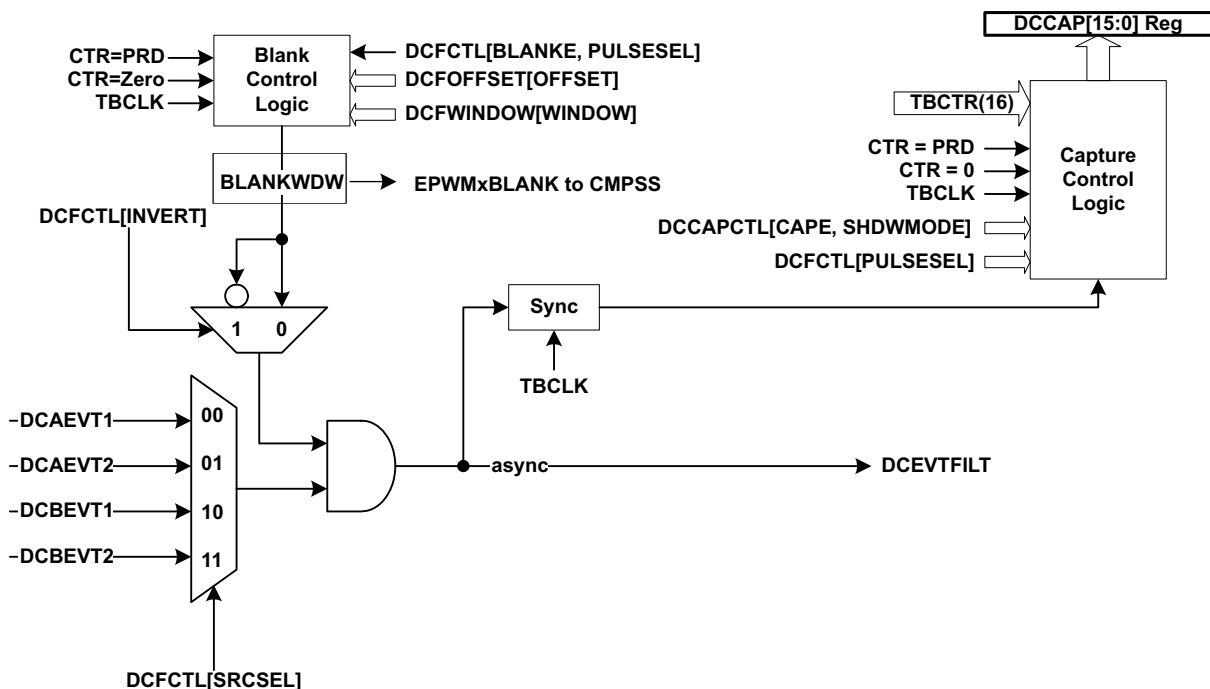 DCCAP[15:0] Reg
CTR=PRD
CTR=Zero
TBCLK
Blank
Control
Logic
DCFCTL[BLANKE, PULSESEL]
DCFOFFSET[OFFSET]
DCFWINDOW[WINDOW]
TBCTR(16)
CTR = PRD
CTR = 0
TBCLK
DCCAPCTL[CAPE, SHDWMODE]
DCFCTL[PULSESEL]
Capture
Control
Logic
BLANKWDW
EPWMxBLANK to CMPSS
DCFCTL[INVERT]
1 0
Sync
TBCLK
DCAEVT1
DCAEVT2
DCBEVT1
DCBEVT2
00
01
10
11
async
DCEVTFILT
DCFCTL[SRCSEL]